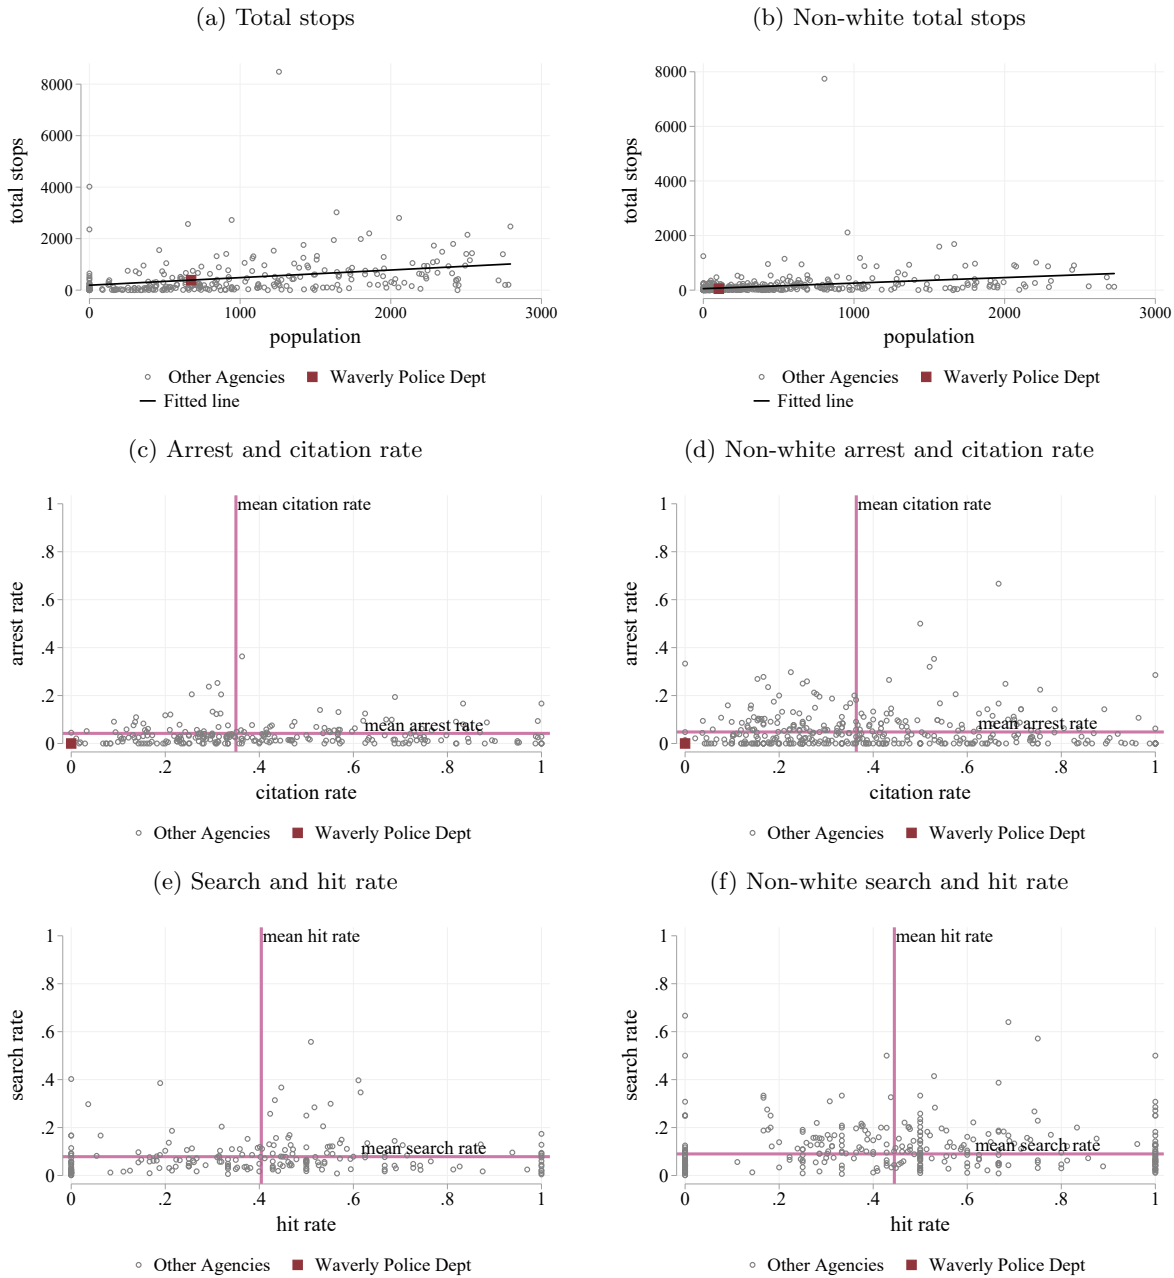 (a) Total stops
(b) Non-white total stops
total stops
8000
6000
4000
2000
0
0 1000 2000 3000
population
Other Agencies Waverly Police Dept
Fitted line
total stops
8000
6000
4000
2000
0
0 1000 2000 3000
population
Other Agencies Waverly Police Dept
Fitted line
(c) Arrest and citation rate
(d) Non-white arrest and citation rate
arrest rate
1
.8
.6
.4
.2
0
mean citation rate
mean arrest rate
0 .2 .4 .6 .8 1
citation rate
Other Agencies Waverly Police Dept
arrest rate
1
.8
.6
.4
.2
0
mean citation rate
mean arrest rate
0 .2 .4 .6 .8 1
citation rate
Other Agencies Waverly Police Dept
(e) Search and hit rate
(f) Non-white search and hit rate
search rate
1
.8
.6
.4
.2
0
mean hit rate
mean search rate
0 .2 .4 .6 .8 1
hit rate
Other Agencies Waverly Police Dept
search rate
1
.8
.6
.4
.2
0
mean hit rate
mean search rate
0 .2 .4 .6 .8 1
hit rate
Other Agencies Waverly Police Dept